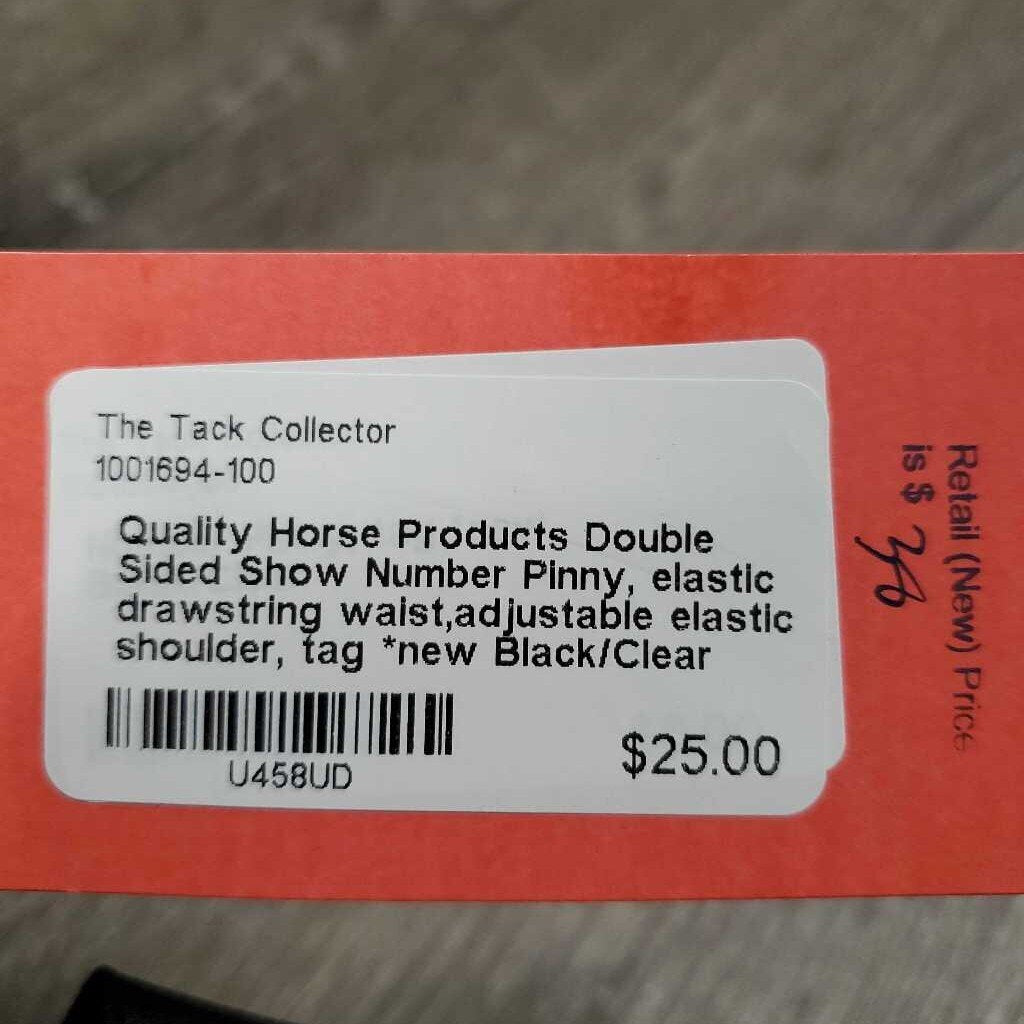 The Tack Collector
1001694-100
Quality Horse Products Double
Sided Show Number Pinny, elastic
drawstring waist,adjustable elastic
shoulder, tag *new Black/Clear
U458UD
$25.00
Retail (New) Price
is $